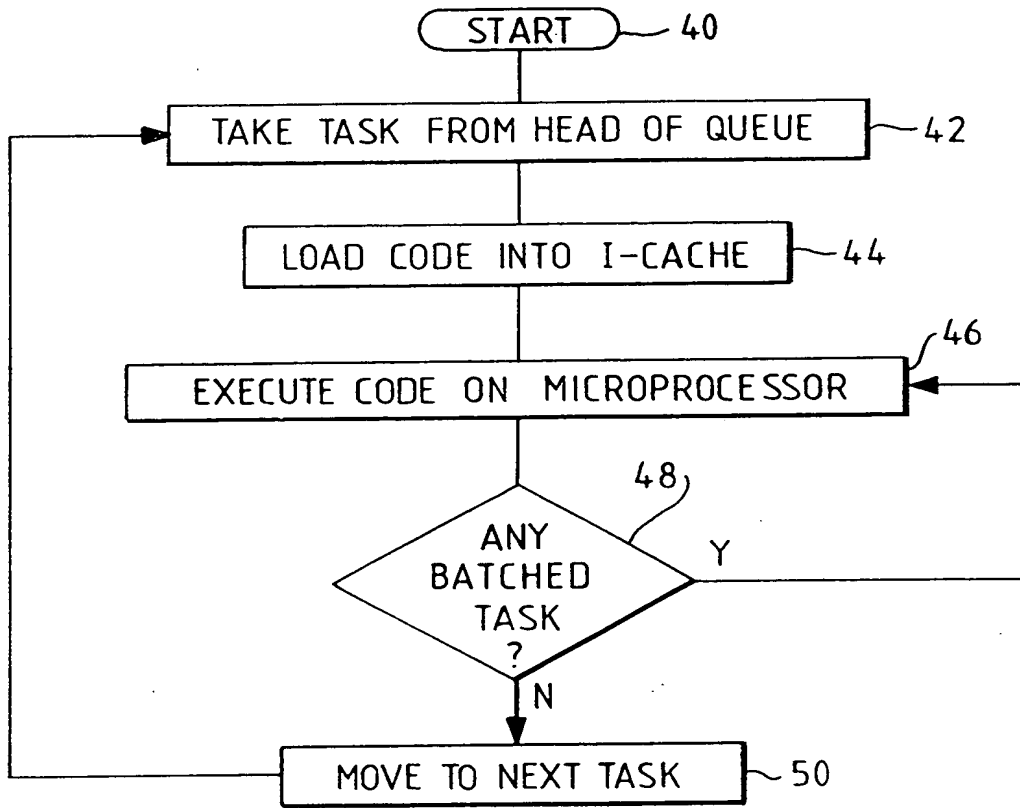 START 40
TAKE TASK FROM HEAD OF QUEUE 42
LOAD CODE INTO I-CACHE 44
46
EXECUTE CODE ON MICROPROCESSOR
48
ANY
BATCHED
TASK
?
Y
N
MOVE TO NEXT TASK 50